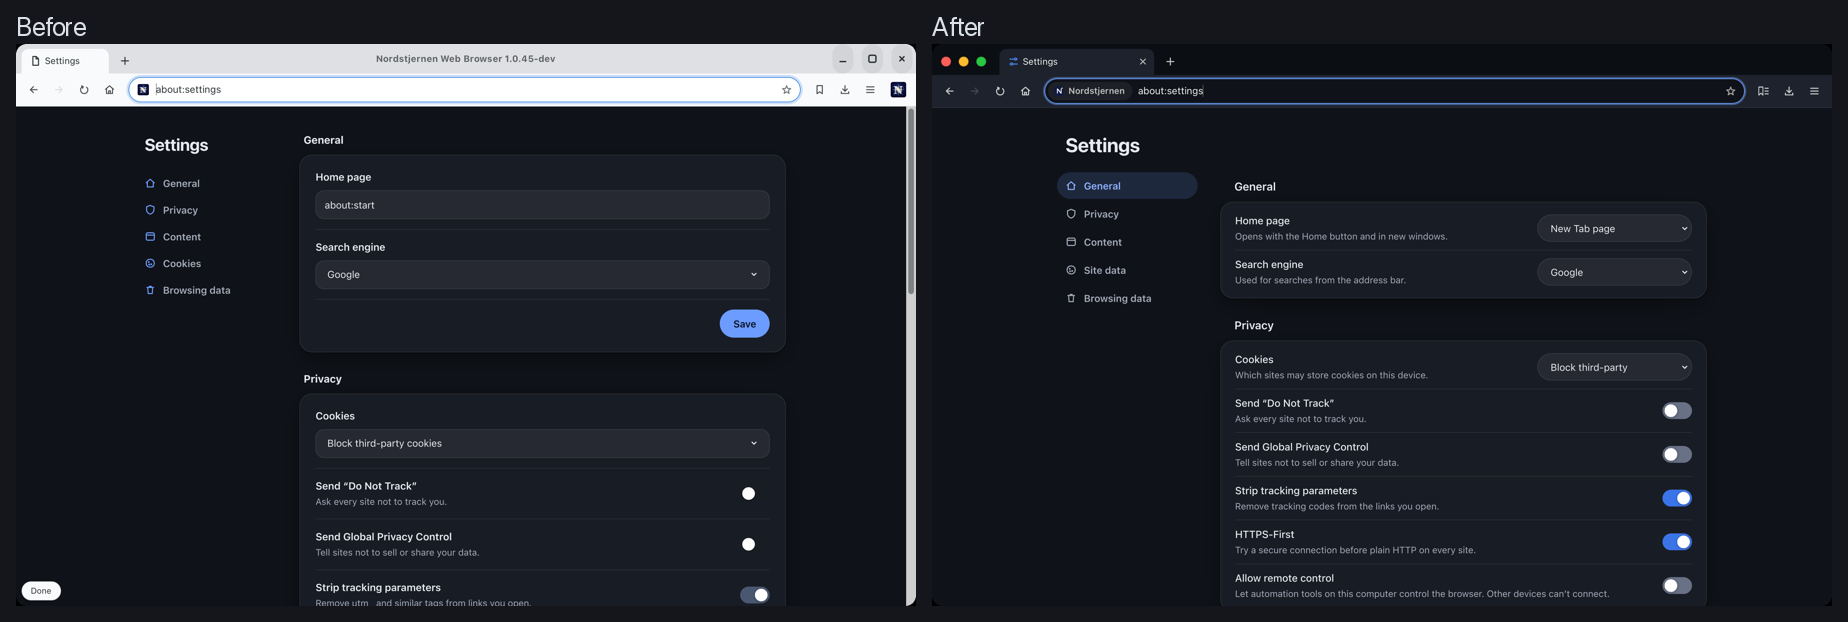 Before
Settings
Nordstjernen Web Browser 1.0.45-dev
N about:settings
N
Settings
General
Privacy
Content
Cookies
Browsing data
General
Home page
about:start
Search engine
Google
Save
Privacy
Cookies
Block third-party cookies
Send “Do Not Track”
Ask every site not to track you.
Send Global Privacy Control
Tell sites not to sell or share your data.
Strip tracking parameters
Remove utm_ and similar tags from links you open.
Done
After
Settings
N Nordstjernen about:settings
Settings
General
Privacy
Content
Site data
Browsing data
General
Home page
Opens with the Home button and in new windows.
New Tab page
Search engine
Used for searches from the address bar.
Google
Privacy
Cookies
Which sites may store cookies on this device.
Block third-party
Send “Do Not Track”
Ask every site not to track you.
Send Global Privacy Control
Tell sites not to sell or share your data.
Strip tracking parameters
Remove tracking codes from the links you open.
HTTPS-First
Try a secure connection before plain HTTP on every site.
Allow remote control
Let automation tools on this computer control the browser. Other devices can’t connect.